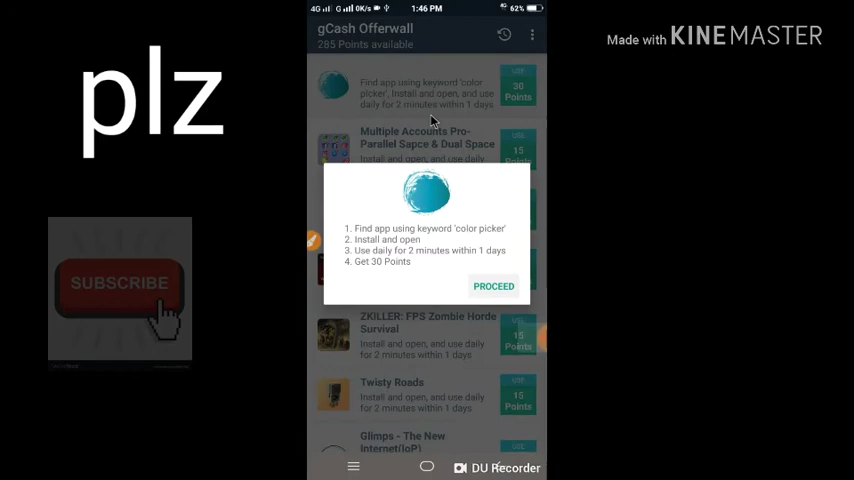 4G G 0K/s 1:46 PM 4G 62%
Made with KINEMASTER
gCash Offerwall
285 Points available
plz
Find app using keyword 'color
picker', Install and open, and use
daily for 2 minutes within 1 days
USE
30
Points
Multiple Accounts Pro-
Parallel Sapce & Dual Space
Install and open, and use daily
USE
15
Points
1. Find app using keyword 'color picker'
2. Install and open
3. Use daily for 2 minutes within 1 days
4. Get 30 Points
PROCEED
SUBSCRIBE
ZKILLER: FPS Zombie Horde
Survival
Install and open, and use daily
for 2 minutes within 1 days
USE
15
Points
Twisty Roads
Install and open, and use daily
for 2 minutes within 1 days
USE
15
Points
Glimps - The New
Internet(IoP)
USE
DU Recorder